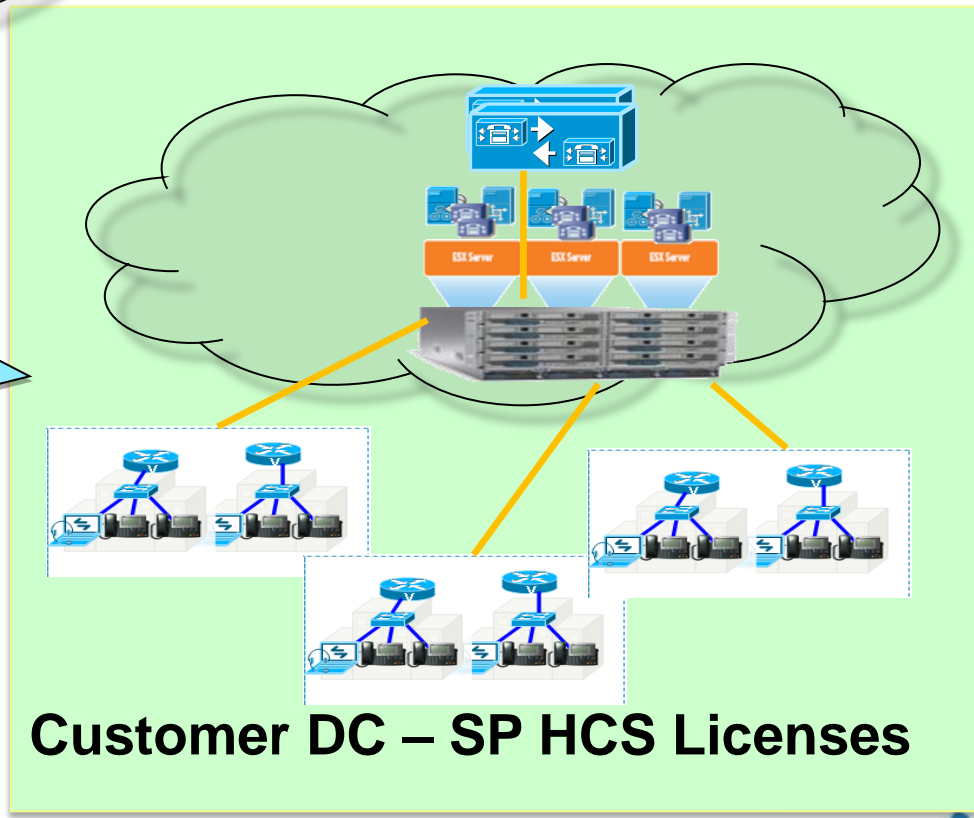 ESX Server ESX Server ESX Server
V V
V V
V V
Customer DC – SP HCS Licenses